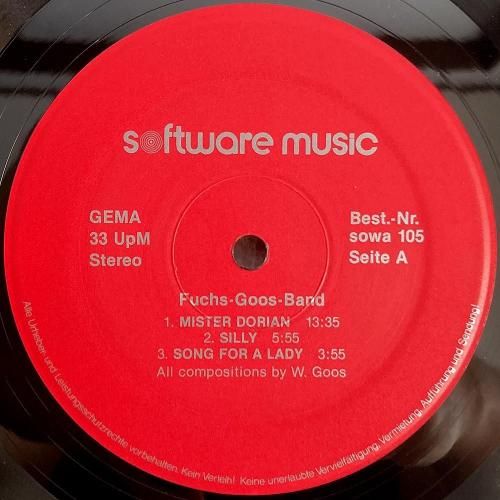 software music
GEMA
33 UpM
Stereo
Best.-Nr.
sowa 105
Seite A
Fuchs-Goos-Band
1. MISTER DORIAN 13:35
2. SILLY 5:55
3. SONG FOR A LADY 3:55
All compositions by W. Goos
Alle Urheber- und Leistungsschutzrechte vorbehalten. Kein Verleih! Keine unerlaubte Vervielfältigung, Vermietung, Aufführung und Sendung!